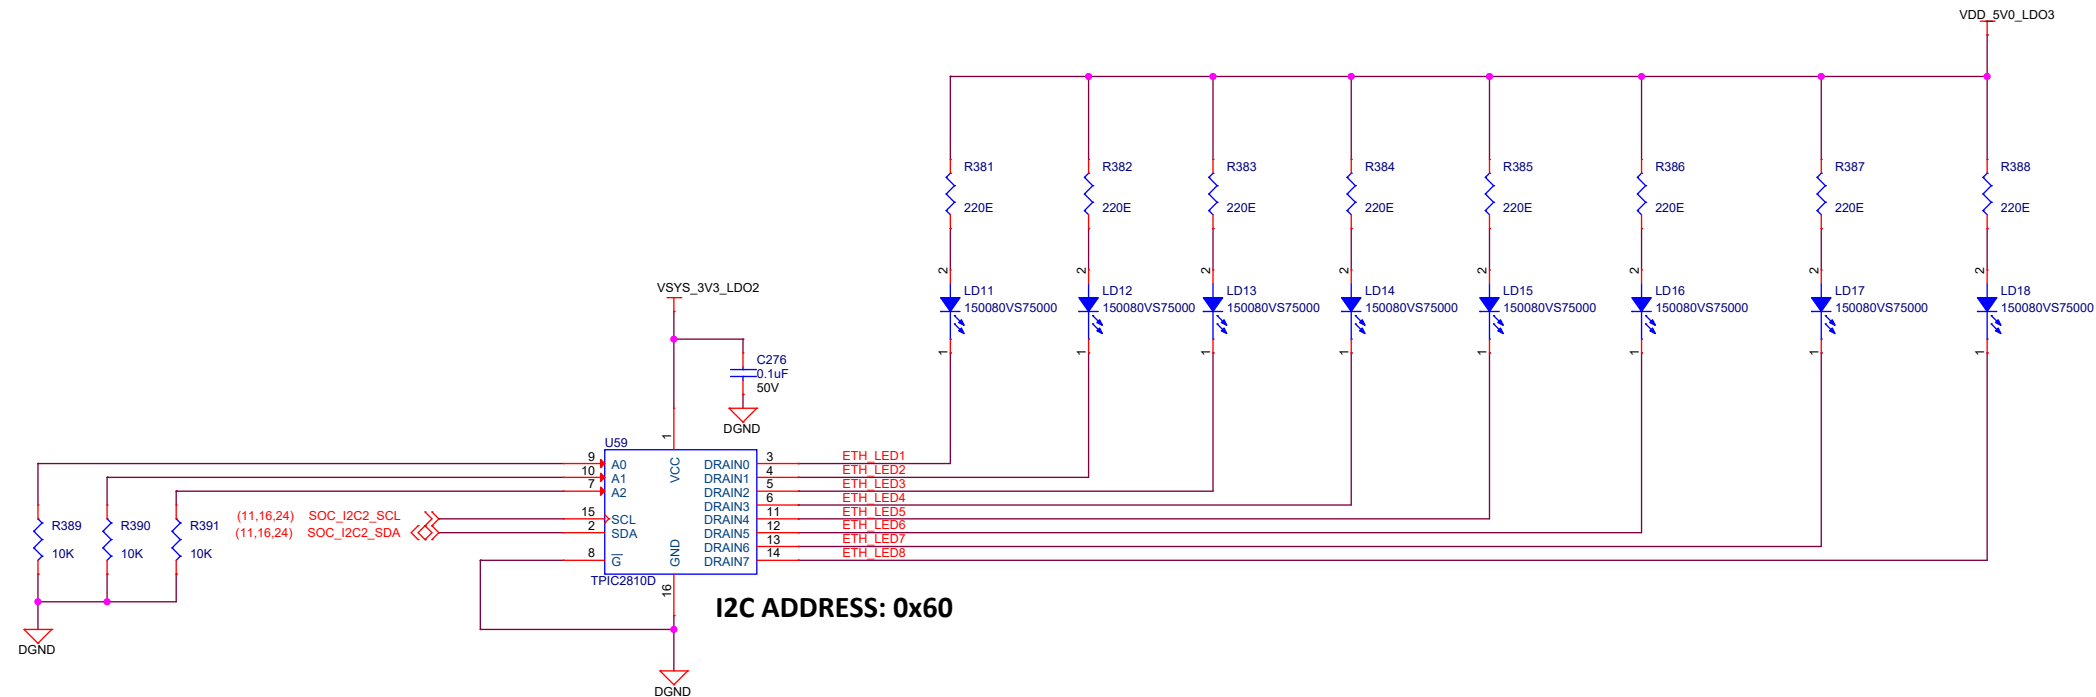 VDD_5V0_LDO3
R381
220E
R382
220E
R383
220E
R384
220E
R385
220E
R386
220E
R387
220E
R388
220E
2
2
2
2
2
2
2
2
LD11
150080VS75000
LD12
150080VS75000
LD13
150080VS75000
LD14
150080VS75000
LD15
150080VS75000
LD16
150080VS75000
LD17
150080VS75000
LD18
150080VS75000
1
1
1
1
1
1
1
1
VSYS_3V3_LDO2
C276
0.1uF
50V
DGND
U59
1
VCC
9 A0
10 A1
7 A2
15 SCL
2 SDA
8 G
GND
16
TPIC2810D
DRAIN0 3 ETH_LED1
DRAIN1 4 ETH_LED2
DRAIN2 5 ETH_LED3
DRAIN3 6 ETH_LED4
DRAIN4 11 ETH_LED5
DRAIN5 12 ETH_LED6
DRAIN6 13 ETH_LED7
DRAIN7 14 ETH_LED8
(11,16,24) SOC_I2C2_SCL
(11,16,24) SOC_I2C2_SDA
R389
10K
R390
10K
R391
10K
DGND
I2C ADDRESS: 0x60
DGND